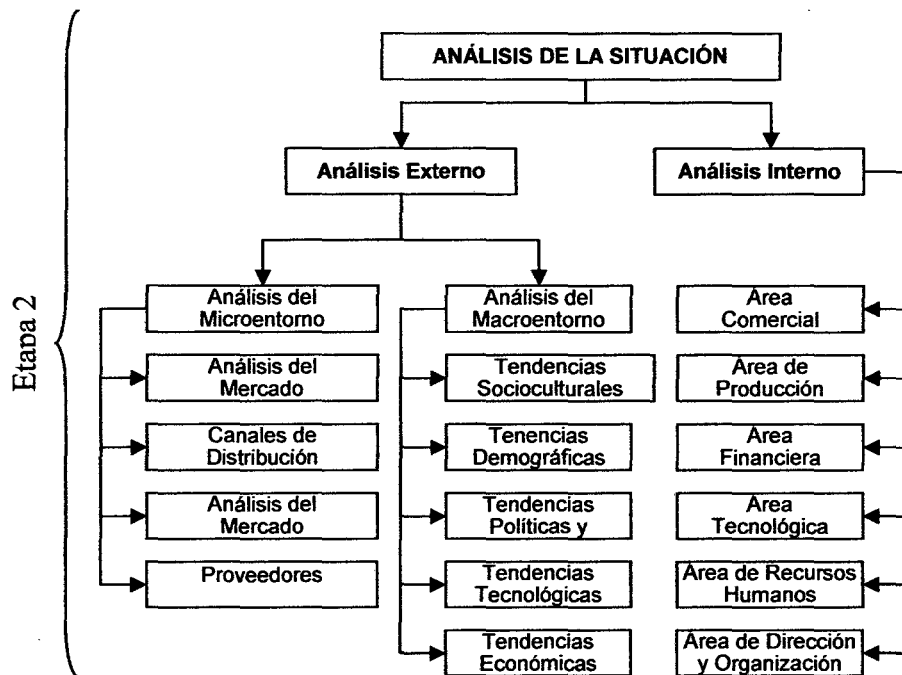 ANÁLISIS DE LA SITUACIÓN
Análisis Externo
Análisis Interno
Etapa 2
Análisis del
Microentorno
Análisis del
Mercado
Canales de
Distribución
Análisis del
Mercado
Proveedores
Análisis del
Macroentorno
Tendencias
Socioculturales
Tenencias
Demográficas
Tendencias
Políticas y
Tendencias
Tecnológicas
Tendencias
Económicas
Área
Comercial
Área de
Producción
Área
Financiera
Área
Tecnológica
Área de Recursos
Humanos
Área de Dirección
y Organización